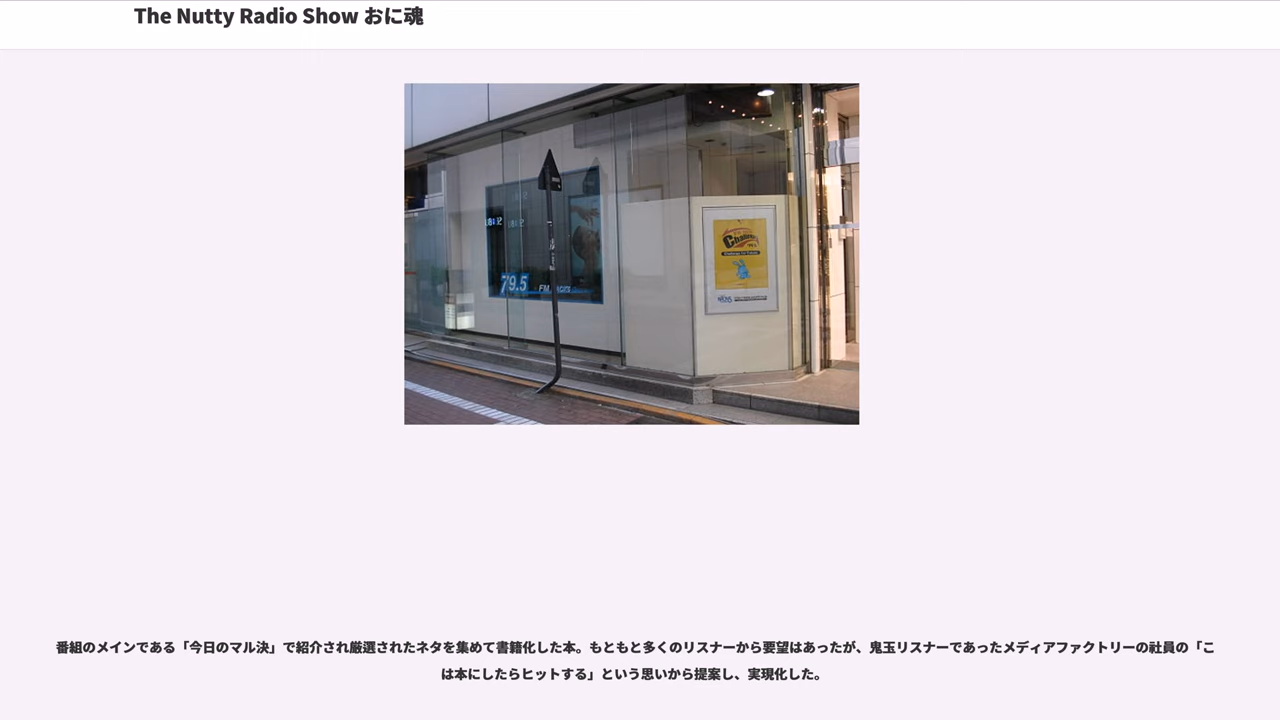 The Nutty Radio Show おに魂
79.5
番組のメインである「今日のマル決」で紹介され厳選されたネタを集めて書籍化した本。もともと多くのリスナーから要望はあったが、鬼玉リスナーであったメディアファクトリーの社員の「こ
は本にしたらヒットする」という思いから提案し、実現化した。